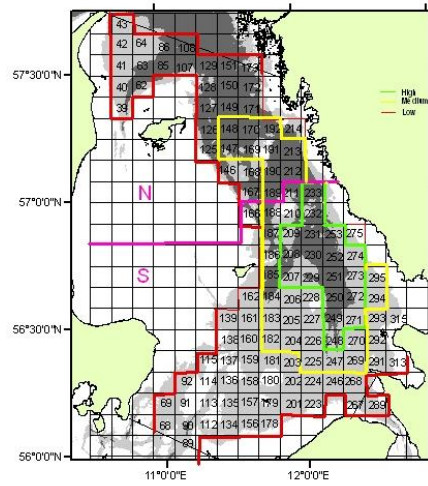 43
42 64 86 108
57°30'0"N
41 63 85 107 129 151 173
40 62 128 150 172
High
Medium
Low
39 127 149 171
126 148 170 192 214
125 147 169 191 213
146 168 190 212
N
167 189 211 233
57°0'0"N
166 188 210 232
187 209 231 253 275
186 208 230 252 274
S
185 207 229 251 273 295
162 184 206 228 250 272 294
139 161 183 205 227 249 271 315
56°30'0"N
138 160 182 204 226 248 270 292
115 137 159 181 203 225 247 269 291 313
92 114 136 158 180 202 224 246 268
69 91 113 135 157 179 201 223 267 289
68 90 112 134 156 178
89
56°0'0"N
11°0'0"E 12°0'0"E